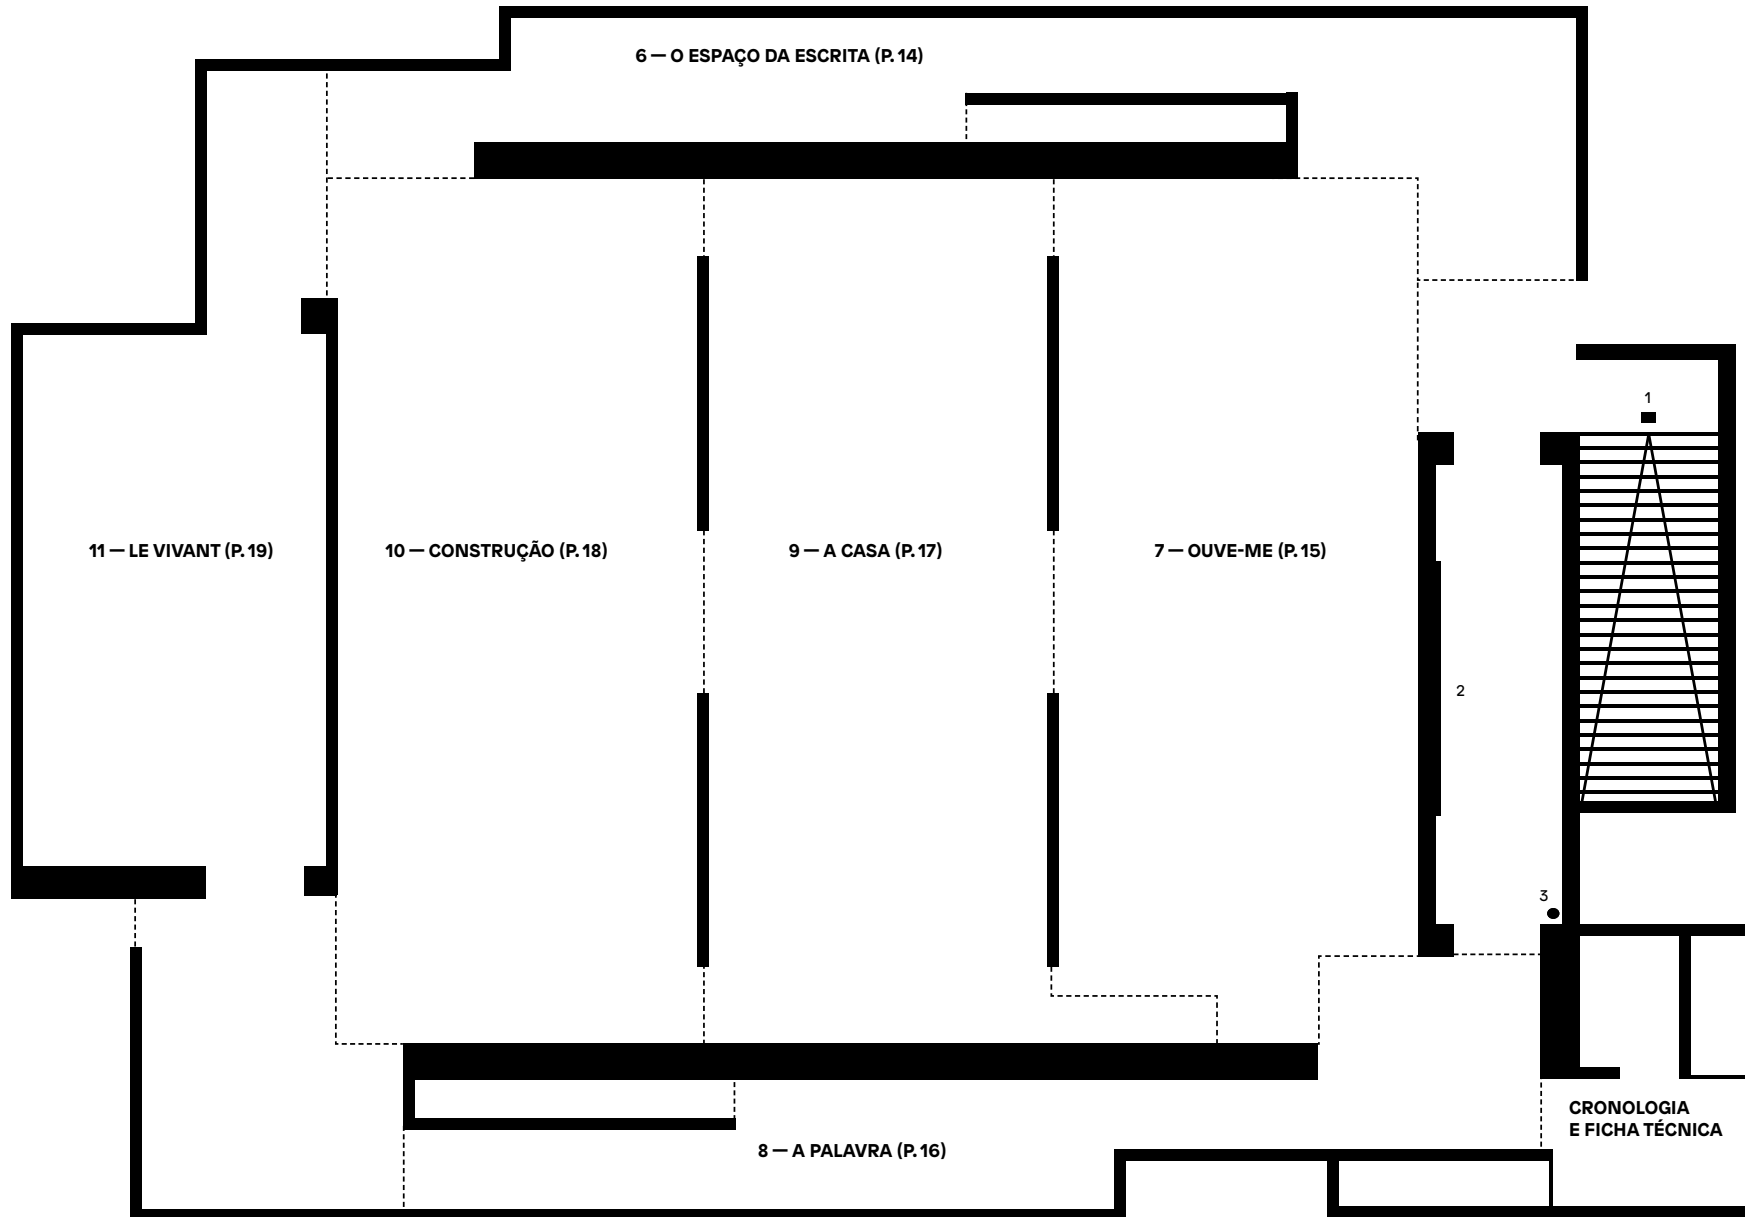 6 — O ESPAÇO DA ESCRITA (P. 14)
1
11 — LE VIVANT (P. 19)
10 — CONSTRUÇÃO (P. 18)
9 — A CASA (P. 17)
7 — OUVE-ME (P. 15)
2
3
CRONOLOGIA
E FICHA TÉCNICA
8 — A PALAVRA (P. 16)